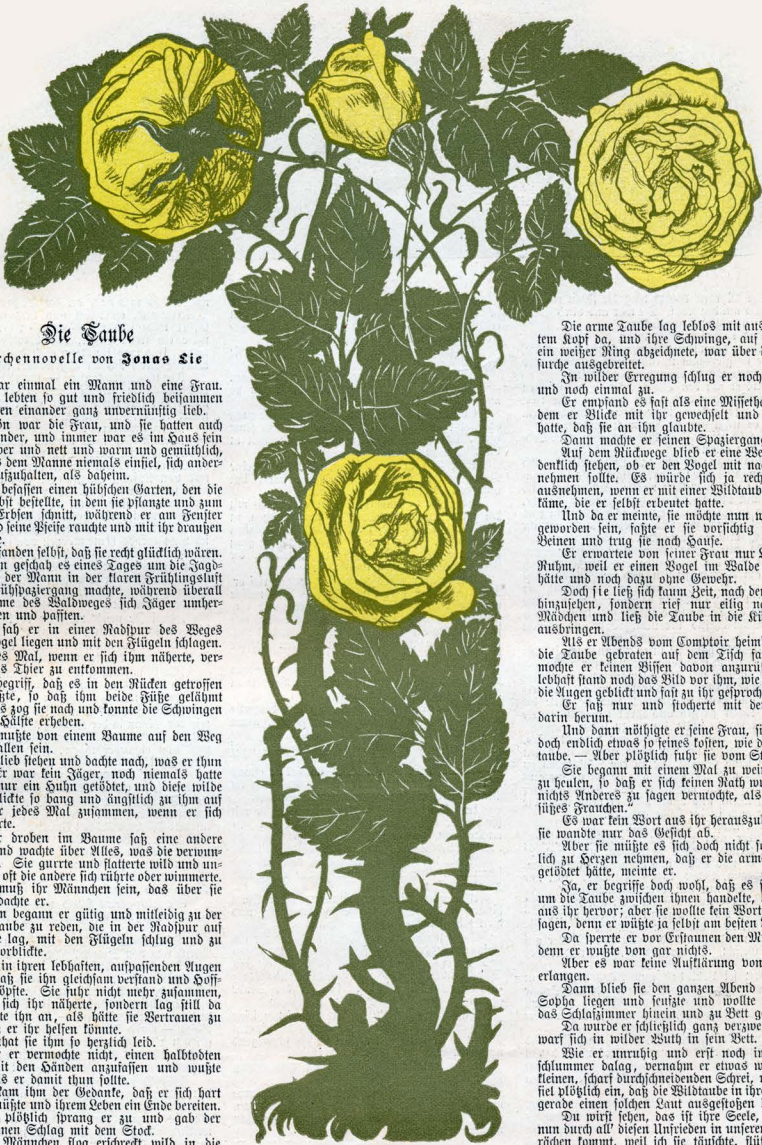 Die Taube
rchennovelle von Jonas Lie
ar einmal ein Mann und eine Frau.
lebten so gut und friedlich beisammen
en einander ganz unvernünftig lieb.
ön war die Frau, und sie hatten auch
nder, und immer war es im Haus fein
ber und nett und warm und gemüthlich,
s dem Manne niemals einfiel, sich ander-
ufzuhalten, als daheim.
besaßen einen hübschen Garten, den die
bst bestellte, in dem sie pflanzte und zum
Erbsen schnitt, während er am Fenster
d seine Pfeife rauchte und mit ihr draußen
e.
fanden selbst, daß sie recht glücklich wären.
n geschah es eines Tages um die Jagd-
der Mann in der klaren Frühlingsluft
ühspaziergang machte, während überall
me des Waldweges sich Jäger umher-
en und pafften.
sah er in einer Radspur des Weges
ogel liegen und mit den Flügeln schlagen.
es Mal, wenn er sich ihm näherte, ver-
s Thier zu entkommen.
begriff, daß es in den Rücken getroffen
ßte, so daß ihm beide Füße gelähmt
s zog sie nach und konnte die Schwingen
Hälfte erheben.
mußte von einem Baume auf den Weg
allen sein.
lieb stehen und dachte nach, was er thun
Er war kein Jäger, noch niemals hatte
nur ein Huhn getödtet, und diese wilde
lickte so bang und ängstlich zu ihm auf
r jedes Mal zusammen, wenn er sich
rte.
r droben im Baume saß eine andere
nd wachte über Alles, was die verwun-
. Sie gurrte und flatterte wild und un-
oft die andere sich rührte oder wimmerte.
muß ihr Männchen sein, das über sie
dachte er.
n begann er gütig und mitleidig zu der
aube zu reden, die in der Radspur auf
e lag, mit den Flügeln schlug und zu
orblickte.
in ihren lebhaften, aufpassenden Augen
aß sie ihn gleichsam verstand und Hoff-
öpfte. Sie fuhr nicht mehr zusammen,
sich ihr näherte, sondern lag still da
te ihn an, als hätte sie Vertrauen zu
er ihr helfen könnte.
that sie ihm so herzlich leid.
r er vermochte nicht, einen halbtodten
it den Händen anzufassen und wußte
s er damit thun sollte.
kam ihm der Gedanke, daß er sich hart
müßte und ihrem Leben ein Ende bereiten.
plötzlich sprang er zu und gab der
nen Schlag mit dem Stock.
Männchen flog erschreckt wild in die
Die arme Taube lag leblos mit aus
tem Kopf da, und ihre Schwinge, auf
ein weißer Ring abzeichnete, war über
furche ausgebreitet.
In wilder Erregung schlug er noch
und noch einmal zu.
Er empfand es fast als eine Missetha
dem er Blicke mit ihr gewechselt und
hatte, daß sie an ihn glaubte.
Dann machte er seinen Spaziergang
Auf dem Rückwege blieb er eine We
denklich stehen, ob er den Vogel mit nach
nehmen sollte. Es würde sich ja recht
ausnehmen, wenn er mit einer Wildtaub
käme, die er selbst erbeutet hatte.
Und da er meinte, sie möchte nun w
geworden sein, faßte er sie vorsichtig
Beinen und trug sie nach Hause.
Er erwartete von seiner Frau nur L
Ruhm, weil er einen Vogel im Walde
hätte und noch dazu ohne Gewehr.
Doch sie ließ sich kaum Zeit, nach dem
hinzusehen, sondern rief nur eilig na
Mädchen und ließ die Taube in die Kü
ausbringen.
Als er Abends vom Comptoir heim
die Taube gebraten auf dem Tisch fa
mochte er keinen Bissen davon anzurü
lebhaft stand noch das Bild vor ihm, wie
die Augen geblickt und fast zu ihr gesproch
Er saß nur und stocherte mit der
darin herum.
Und dann nöthigte er seine Frau, sie
doch endlich etwas so feines kosten, wie d
taube. — Aber plötzlich fuhr sie vom St
Sie begann mit einem Mal zu wein
zu heulen, so daß er sich keinen Rath wu
nichts Anderes zu sagen vermochte, als
süßes Frauchen.“
Es war kein Wort aus ihr herauszul
sie wandte nur das Gesicht ab.
Aber sie müßte es sich doch nicht so
lich zu Herzen nehmen, daß er die arme
getödtet hätte, meinte er.
Ja, er begriffe doch wohl, daß es s
um die Taube zwischen ihnen handelte,
aus ihr hervor; aber sie wollte kein Wort
sagen, denn er wüßte ja selbst am besten
Da sperrte er vor Erstaunen den M
denn er wußte von gar nichts.
Aber es war keine Aufklärung von
erlangen.
Dann blieb sie den ganzen Abend
Sopha liegen und seufzte und wollte
das Schlafzimmer hinein und zu Bett g
Da wurde er schließlich ganz verzwe
warf sich in wilder Wuth in sein Bett.
Wie er unruhig und erst noch in
schlummer dalag, vernahm er etwas w
kleinen, scharf durchschneidenden Schrei,
fiel plötzlich ein, daß die Wildtaube in ihre
gerade einen solchen Laut ausgestoßen
Du wirst sehen, das ist ihre Seele,
nun durch all' diesen Unfrieden in unsere
rächen kommt, weil ich sie täuschte, flü